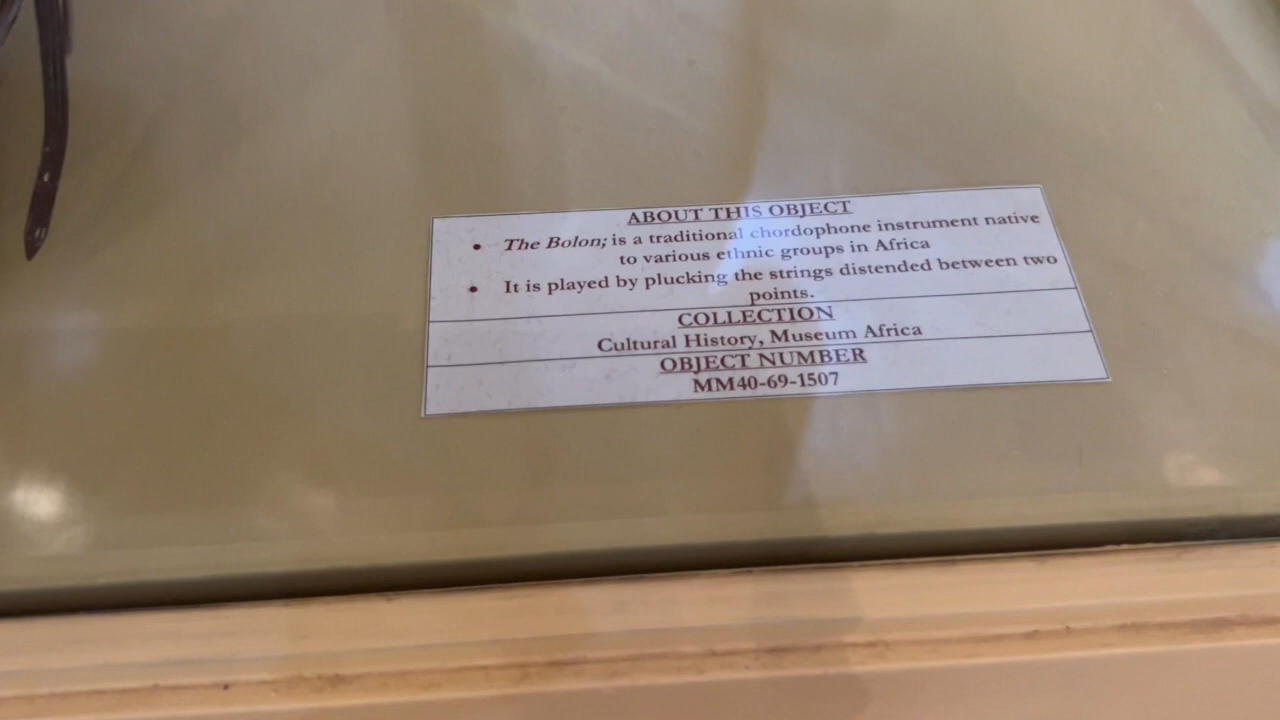 ABOUT THIS OBJECT
• The Bolon; is a traditional chordophone instrument native
to various ethnic groups in Africa
• It is played by plucking the strings distended between two
points.
COLLECTION
Cultural History, Museum Africa
OBJECT NUMBER
MM40-69-1507